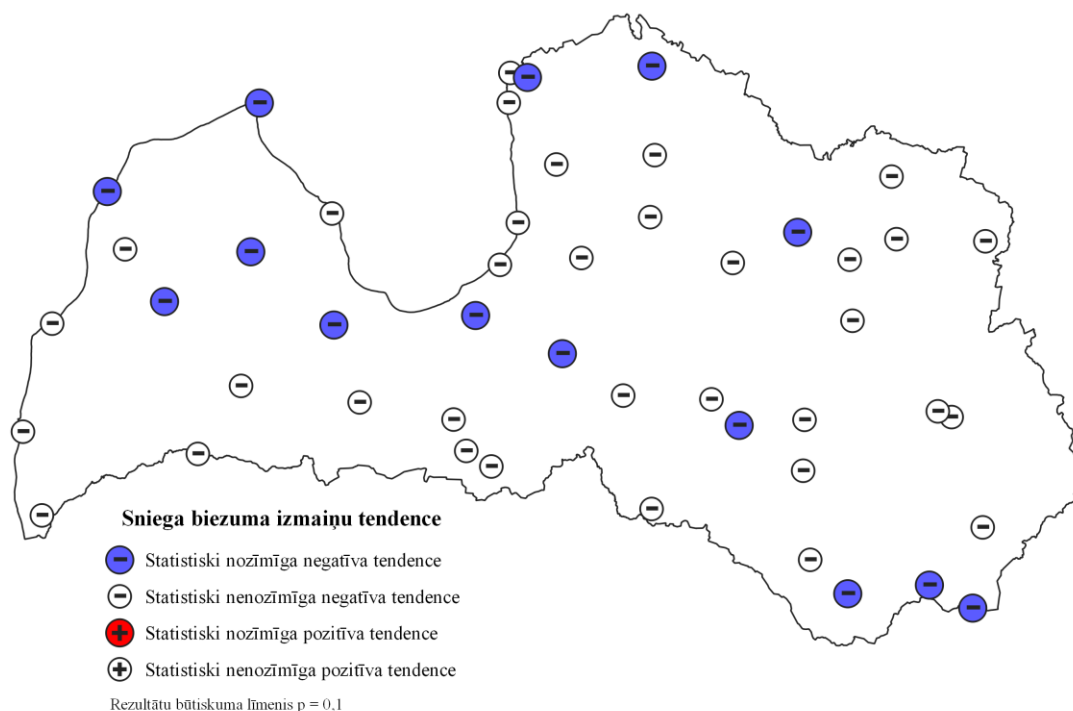 Sniega biezuma izmaiņu tendence
Statistiski nozīmīga negatīva tendence
Statistiski nenozīmīga negatīva tendence
Statistiski nozīmīga pozitīva tendence
Statistiski nenozīmīga pozitīva tendence
Rezultātu būtiskuma līmenis p = 0,1